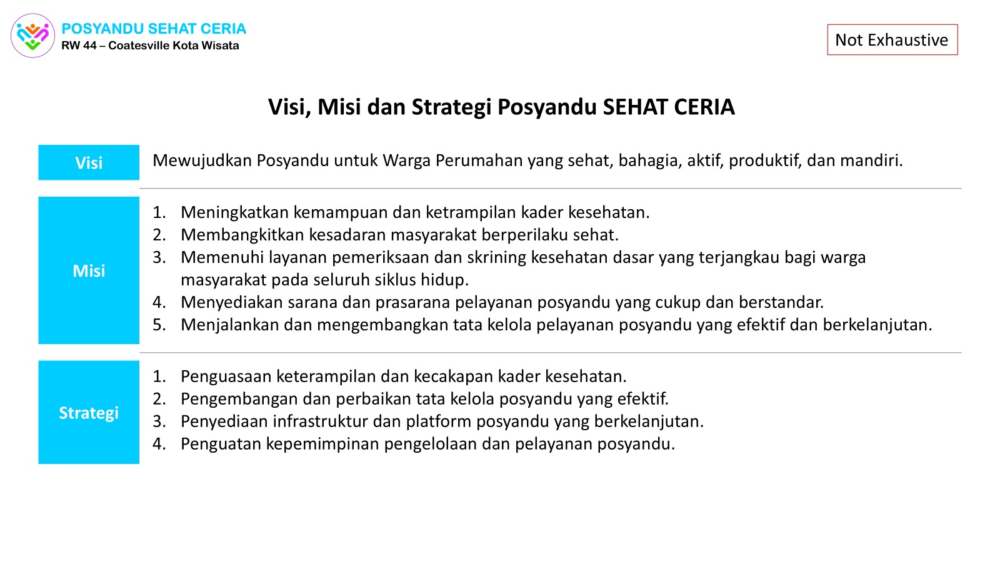 POSYANDU SEHAT CERIA
RW 44 – Coatesville Kota Wisata
Not Exhaustive
Visi, Misi dan Strategi Posyandu SEHAT CERIA
Visi
Mewujudkan Posyandu untuk Warga Perumahan yang sehat, bahagia, aktif, produktif, dan mandiri.
Misi
1. Meningkatkan kemampuan dan ketrampilan kader kesehatan.
2. Membangkitkan kesadaran masyarakat berperilaku sehat.
3. Memenuhi layanan pemeriksaan dan skrining kesehatan dasar yang terjangkau bagi warga
masyarakat pada seluruh siklus hidup.
4. Menyediakan sarana dan prasarana pelayanan posyandu yang cukup dan berstandar.
5. Menjalankan dan mengembangkan tata kelola pelayanan posyandu yang efektif dan berkelanjutan.
Strategi
1. Penguasaan keterampilan dan kecakapan kader kesehatan.
2. Pengembangan dan perbaikan tata kelola posyandu yang efektif.
3. Penyediaan infrastruktur dan platform posyandu yang berkelanjutan.
4. Penguatan kepemimpinan pengelolaan dan pelayanan posyandu.